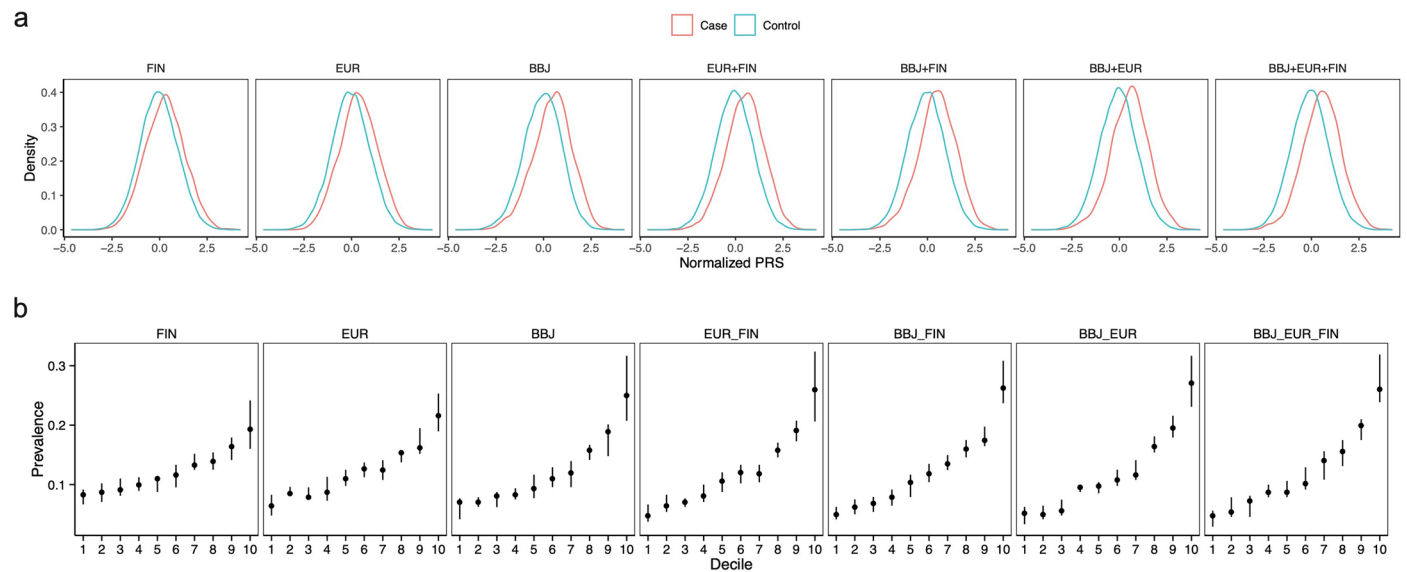 a
Case Control
FIN EUR BBJ EUR+FIN BBJ+FIN BBJ+EUR BBJ+EUR+FIN
Density
0.4
0.3
0.2
0.1
0.0
−5.0 −2.5 0.0 2.5 −5.0 −2.5 0.0 2.5 −5.0 −2.5 0.0 2.5 −5.0 −2.5 0.0 2.5 −5.0 −2.5 0.0 2.5 −5.0 −2.5 0.0 2.5 −5.0 −2.5 0.0 2.5
Normalized PRS
b
FIN EUR BBJ EUR_FIN BBJ_FIN BBJ_EUR BBJ_EUR_FIN
Prevalence
0.3
0.2
0.1
1 2 3 4 5 6 7 8 9 10 1 2 3 4 5 6 7 8 9 10 1 2 3 4 5 6 7 8 9 10 1 2 3 4 5 6 7 8 9 10 1 2 3 4 5 6 7 8 9 10 1 2 3 4 5 6 7 8 9 10 1 2 3 4 5 6 7 8 9 10
Decile